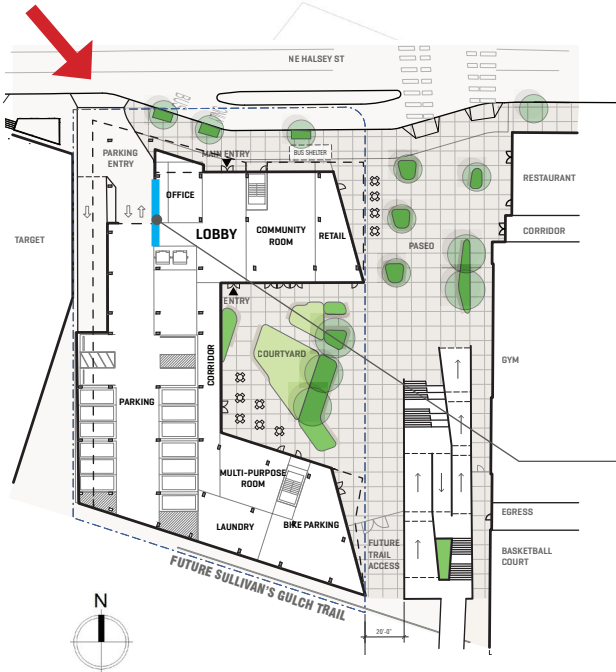 NE HALSEY ST
PARKING
ENTRY
MAIN ENTRY
BUS SHELTER
OFFICE
RESTAURANT
LOBBY
COMMUNITY
ROOM
RETAIL
CORRIDOR
TARGET
PASEO
ENTRY
COURTYARD
CORRIDOR
GYM
PARKING
MULTI-PURPOSE
ROOM
LAUNDRY
BIKE PARKING
EGRESS
FUTURE
TRAIL
ACCESS
BASKETBALL
COURT
FUTURE SULLIVAN'S GULCH TRAIL
N
20'-0"